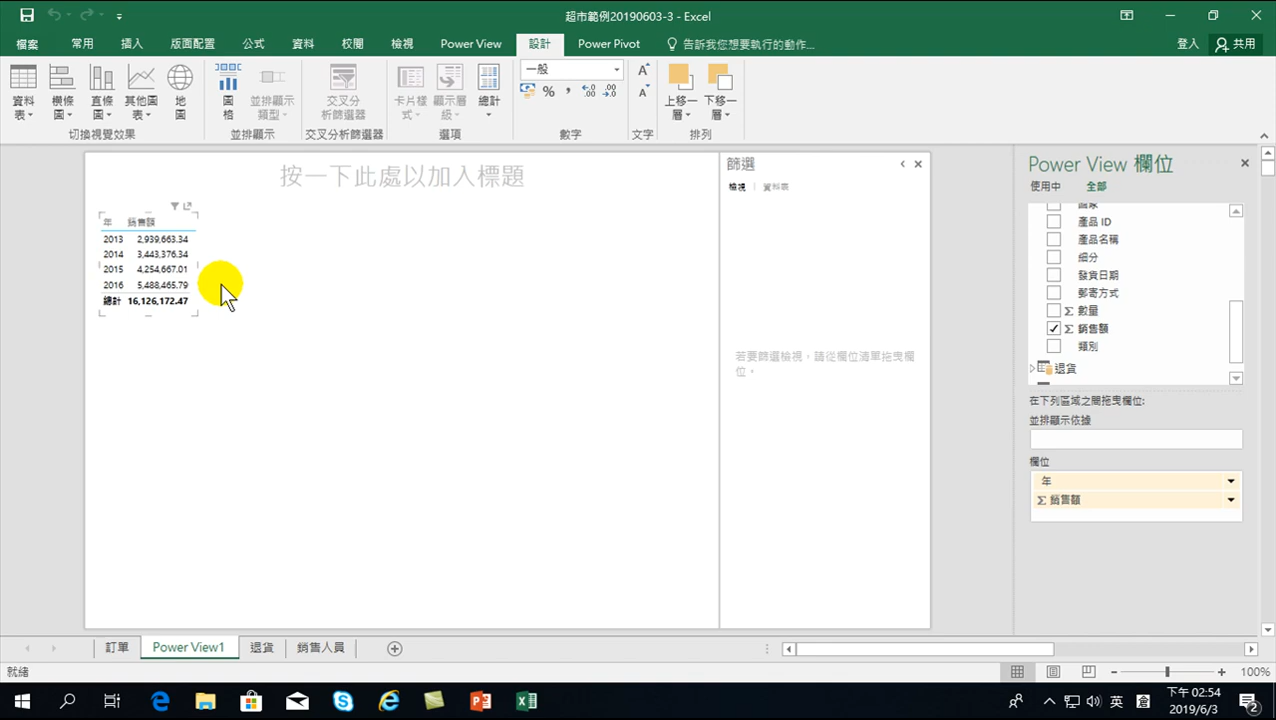 超市範例20190603-3 - Excel
檔案 常用 插入 版面配置 公式 資料 校閱 檢視 Power View 設計 Power Pivot 告訴我您想要執行的動作... 登入 共用
資料表 橫條圖 直條圖 其他圖表 地圖 圖格 並排顯示類型 交叉分析篩選器 卡片樣式 顯示層級 總計 一般 上移一層 下移一層
切換視覺效果 並排顯示 交叉分析篩選器 選項 數字 文字 排列
按一下此處以加入標題
年 銷售額
2013 2,939,663.34
2014 3,443,376.34
2015 4,254,667.01
2016 5,488,465.79
總計 16,126,172.47
篩選
檢視 | 資料表
若要篩選檢視，請從欄位清單拖曳欄
位。
Power View 欄位
使用中 全部
國家
產品 ID
產品名稱
細分
發貨日期
郵寄方式
Σ 數量
Σ 銷售額
類別
退貨
在下列區域之間拖曳欄位:
並排顯示依據
欄位
年
Σ 銷售額
訂單 Power View1 退貨 銷售人員
就緒 100%
英 倉 下午 02:54
2019/6/3 2